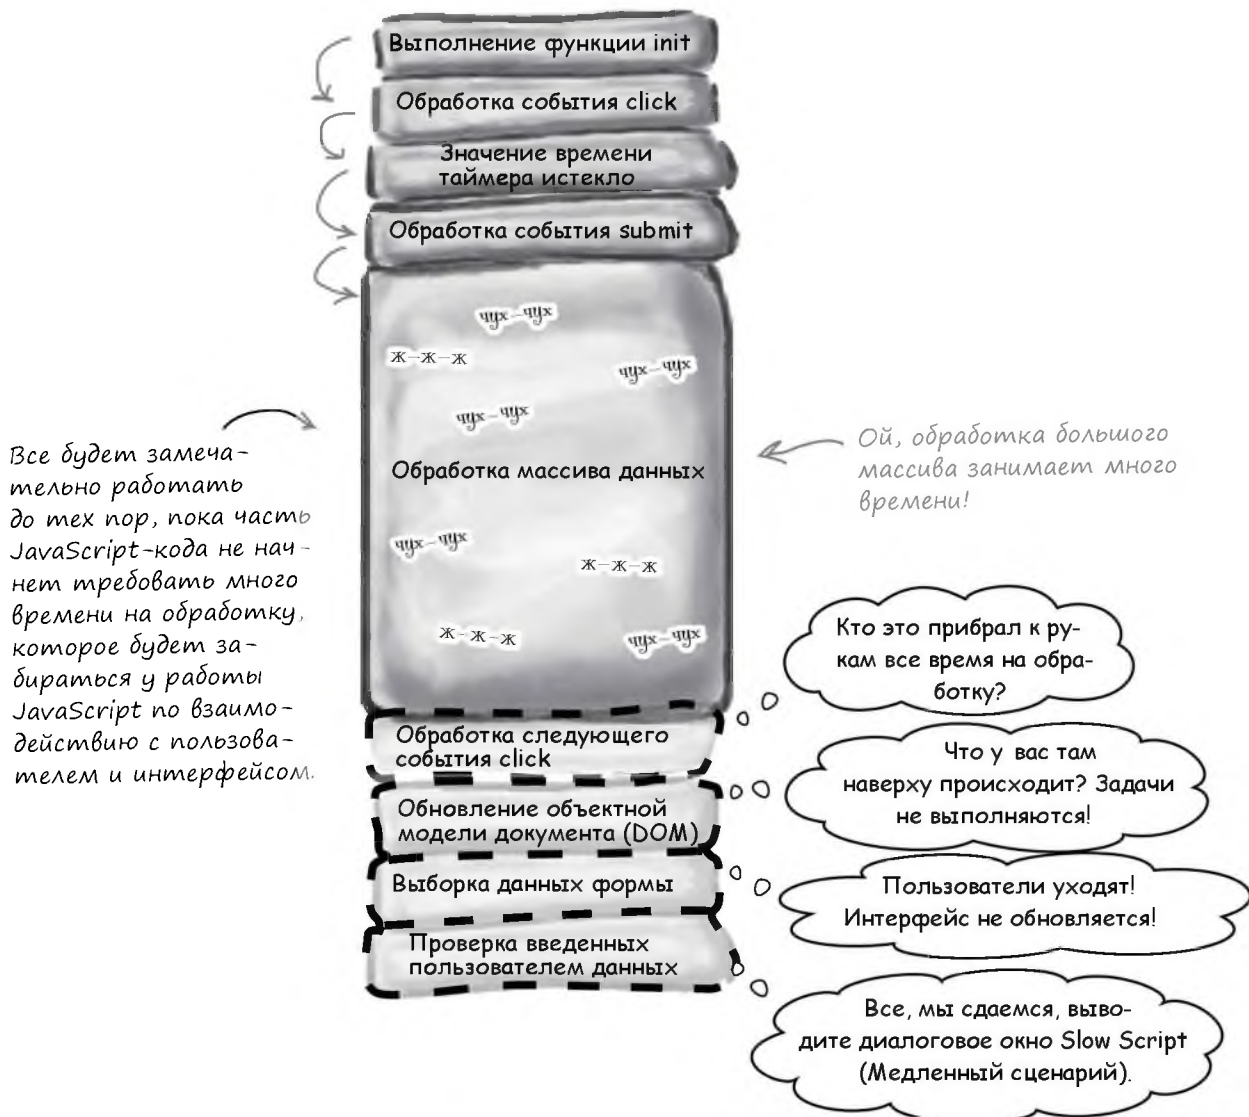 Выполнение функции init
Обработка события click
Значение времени
таймера истекло
Обработка события submit
чух–чух
ж–ж–ж
чух–чух
чух–чух
Обработка массива данных
чух–чух
ж–ж–ж
ж–ж–ж
чух–чух
Все будет замеча–
тельно работать
до тех пор, пока часть
JavaScript-кода не нач–
нет требовать много
времени на обработку,
которое будет за–
бираться у работы
JavaScript по взаимо–
действию с пользова–
телем и интерфейсом.
Ой, обработка большого
массива занимает много
времени!
Обработка следующего
события click
Обновление объектной
модели документа (DOM)
Выборка данных формы
Проверка введенных
пользователем данных
Кто это прибрал к ру-
кам все время на обра-
ботку?
Что у вас там
наверху происходит? Задачи
не выполняются!
Пользователи уходят!
Интерфейс не обновляется!
Все, мы сдаемся, выво-
дите диалоговое окно Slow Script
(Медленный сценарий).